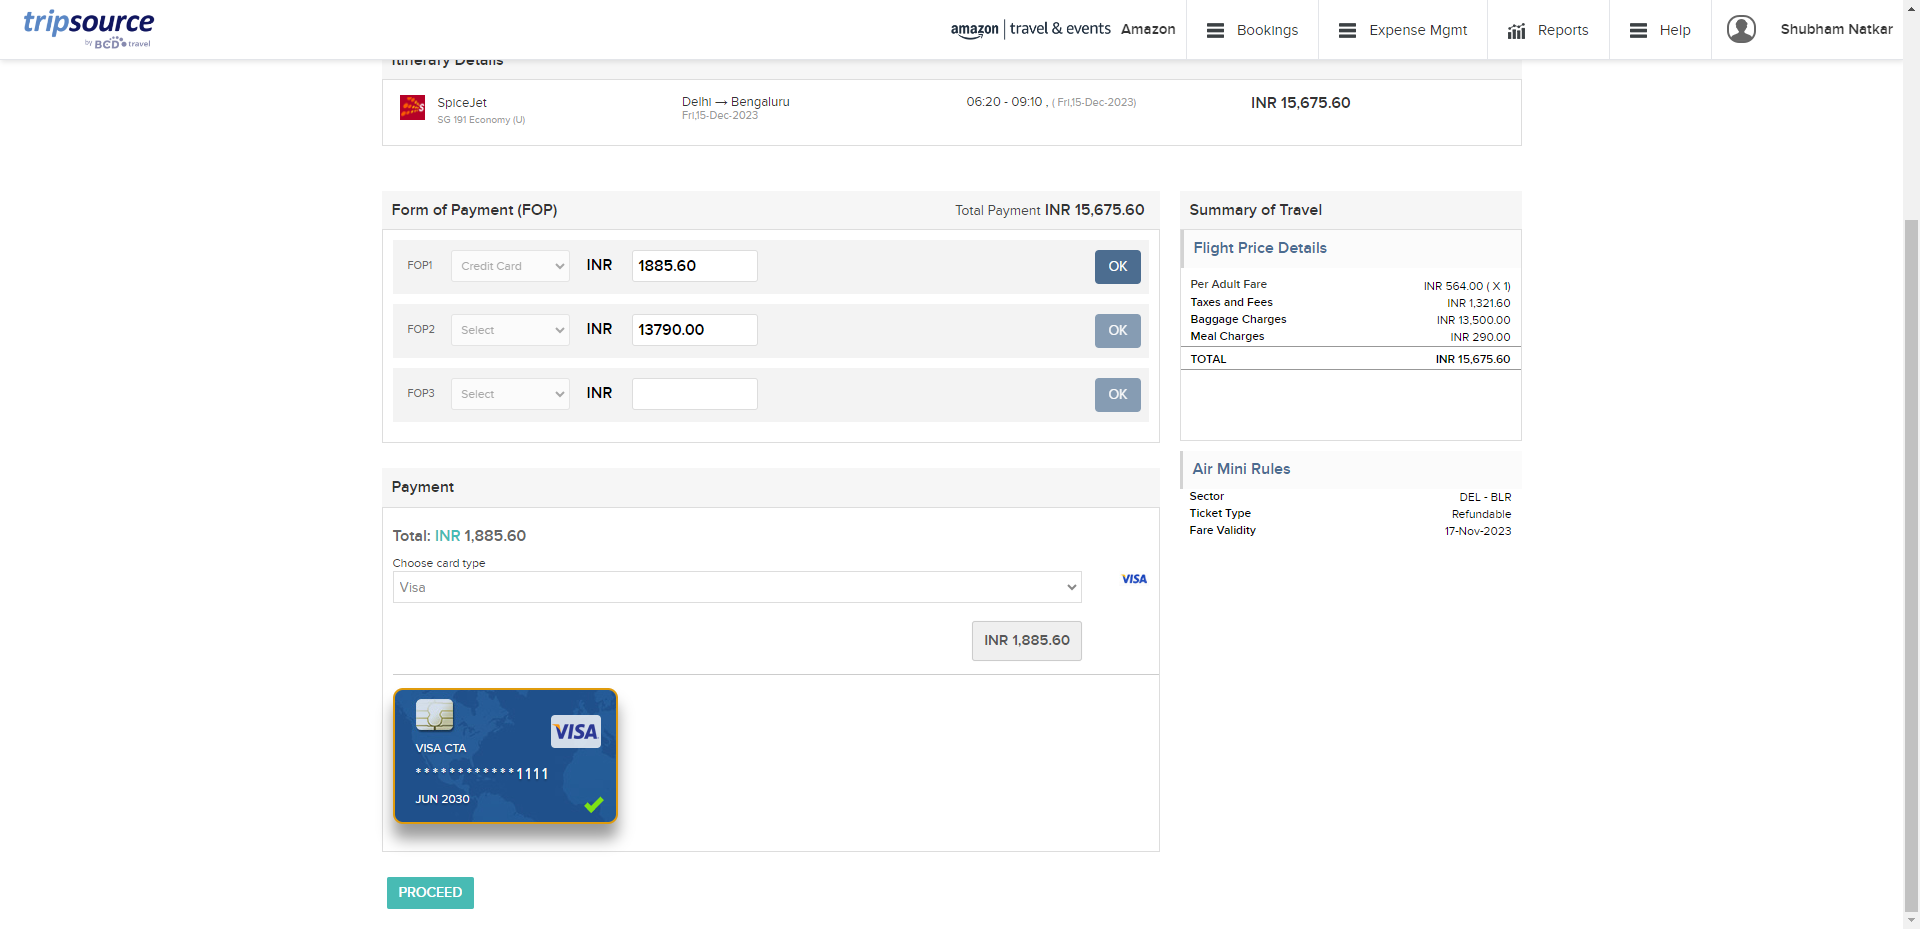 tripsource
by BCD travel
amazon travel & events Amazon
Bookings
Expense Mgmt
Reports
Help
Shubham Natkar
Itinerary Details
SpiceJet
SG 191 Economy (U)
Delhi → Bengaluru
Fri,15-Dec-2023
06:20 - 09:10 , ( Fri,15-Dec-2023)
INR 15,675.60
Form of Payment (FOP)
Total Payment INR 15,675.60
FOP1 Credit Card INR 1885.60 OK
FOP2 Select INR 13790.00 OK
FOP3 Select INR OK
Payment
Total: INR 1,885.60
Choose card type
Visa
VISA
INR 1,885.60
VISA
VISA CTA
************1111
JUN 2030
PROCEED
Summary of Travel
Flight Price Details
Per Adult Fare INR 564.00 ( X 1)
Taxes and Fees INR 1,321.60
Baggage Charges INR 13,500.00
Meal Charges INR 290.00
TOTAL INR 15,675.60
Air Mini Rules
Sector DEL - BLR
Ticket Type Refundable
Fare Validity 17-Nov-2023